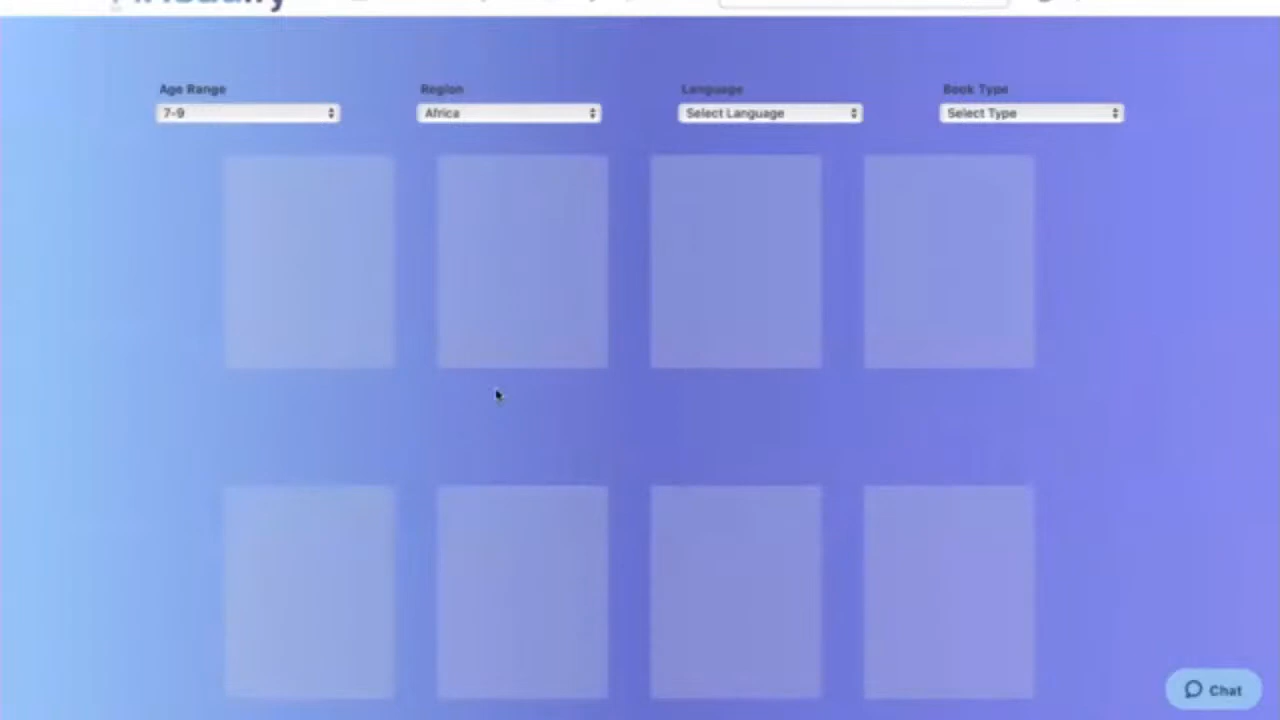 Age Range
Region
Language
Book Type
7-9
Africa
Select Language
Select Type
Chat